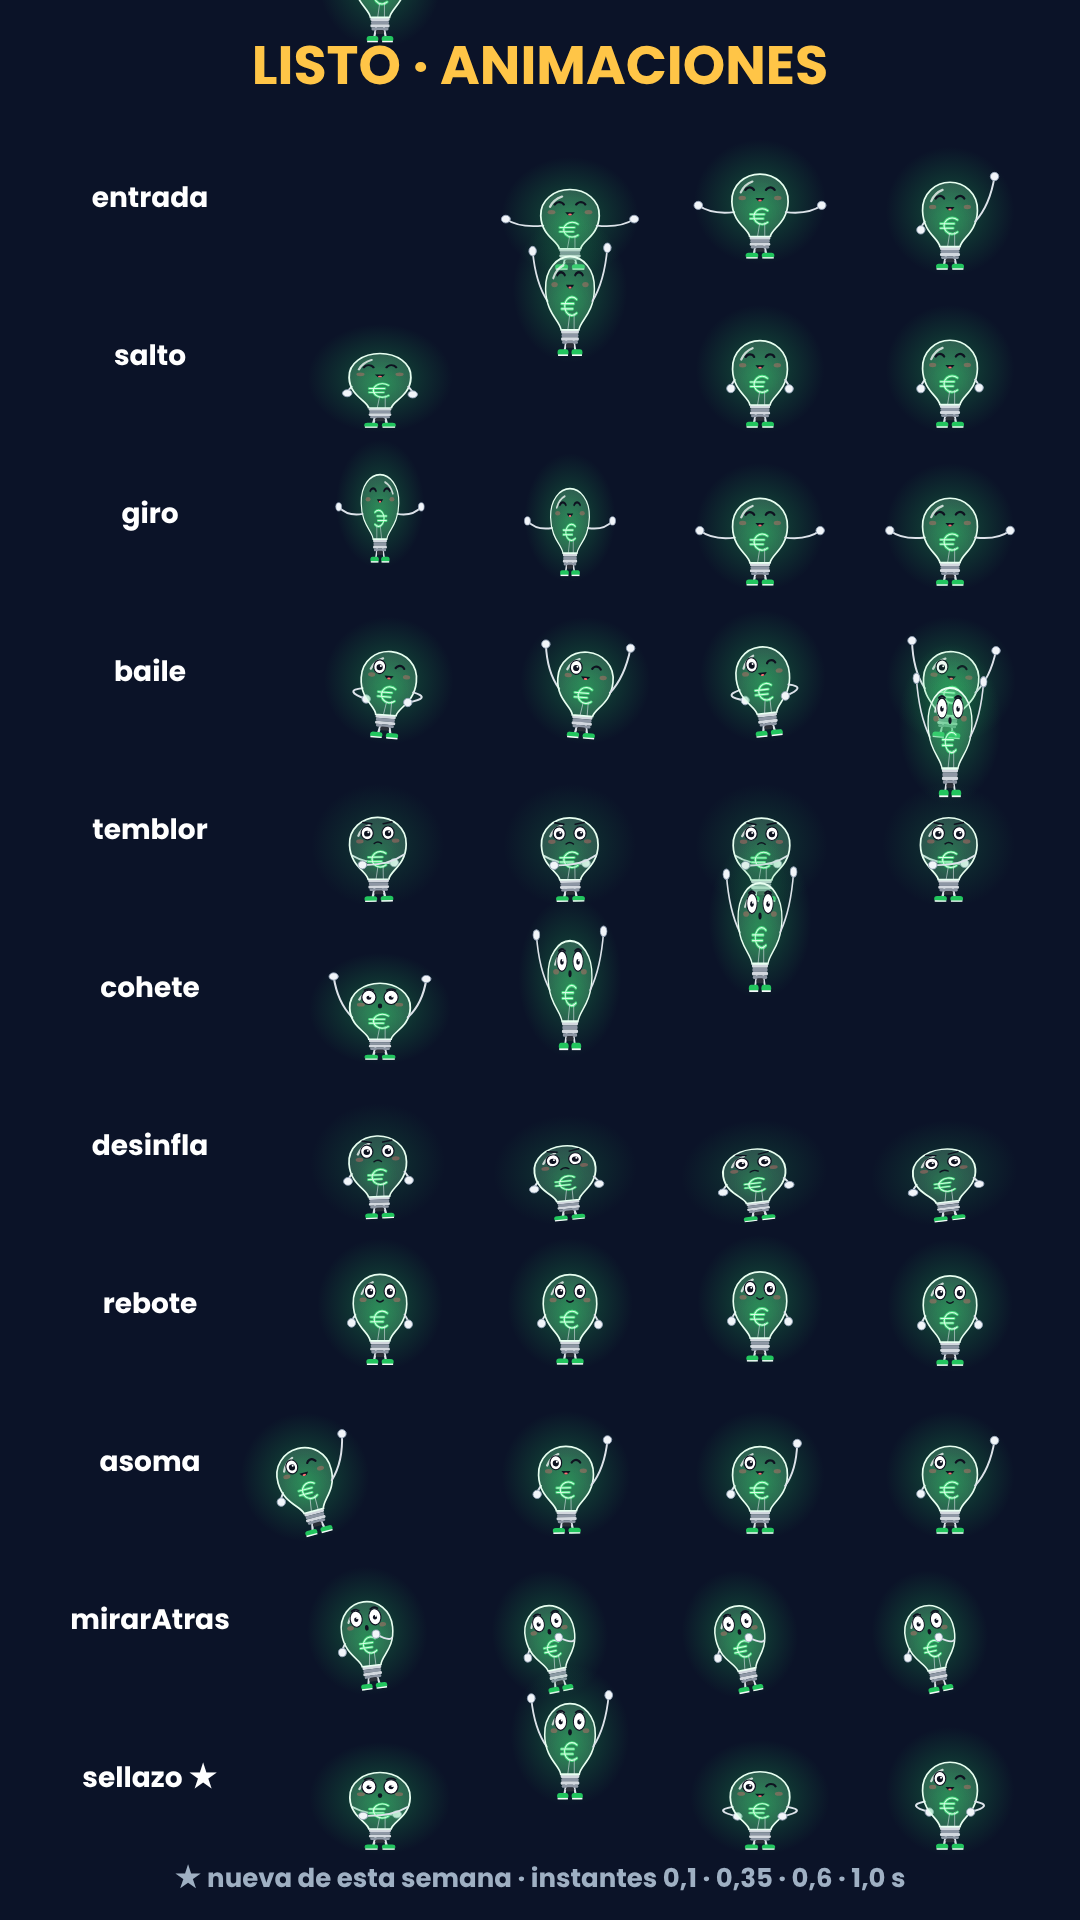 LISTO · ANIMACIONES
entrada
salto
giro
baile
temblor
cohete
desinfla
rebote
asoma
mirarAtras
sellazo ★
★ nueva de esta semana · instantes 0,1 · 0,35 · 0,6 · 1,0 s